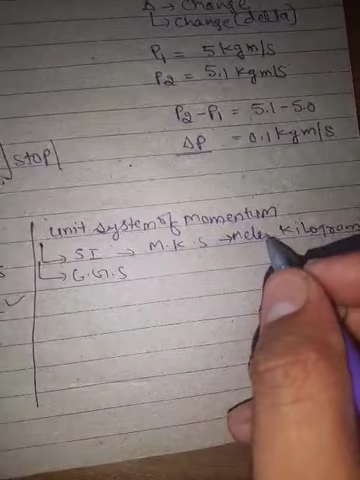 Δ → change
↳ change (delta)
P₁ = 5 kgm/s
P₂ = 5.1 kgm/s
P₂ - P₁ = 5.1 - 5.0
ΔP = 0.1 kgm/s
] stop |
Unit system of momentum
↳ SI → M.K.S → Kilogram
↳ C.G.S